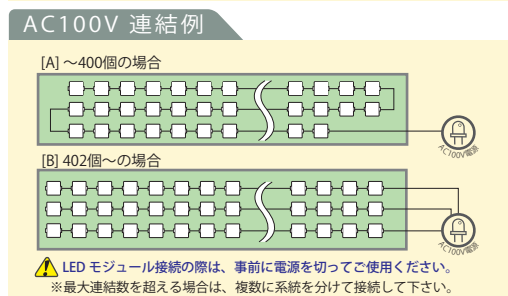 AC100V 連結例
[A] ～400個の場合
AC100V電源
[B] 402個～の場合
AC100V電源
LED モジュール接続の際は、事前に電源を切ってご使用ください。
※最大連結数を超える場合は、複数に系統を分けて接続して下さい。